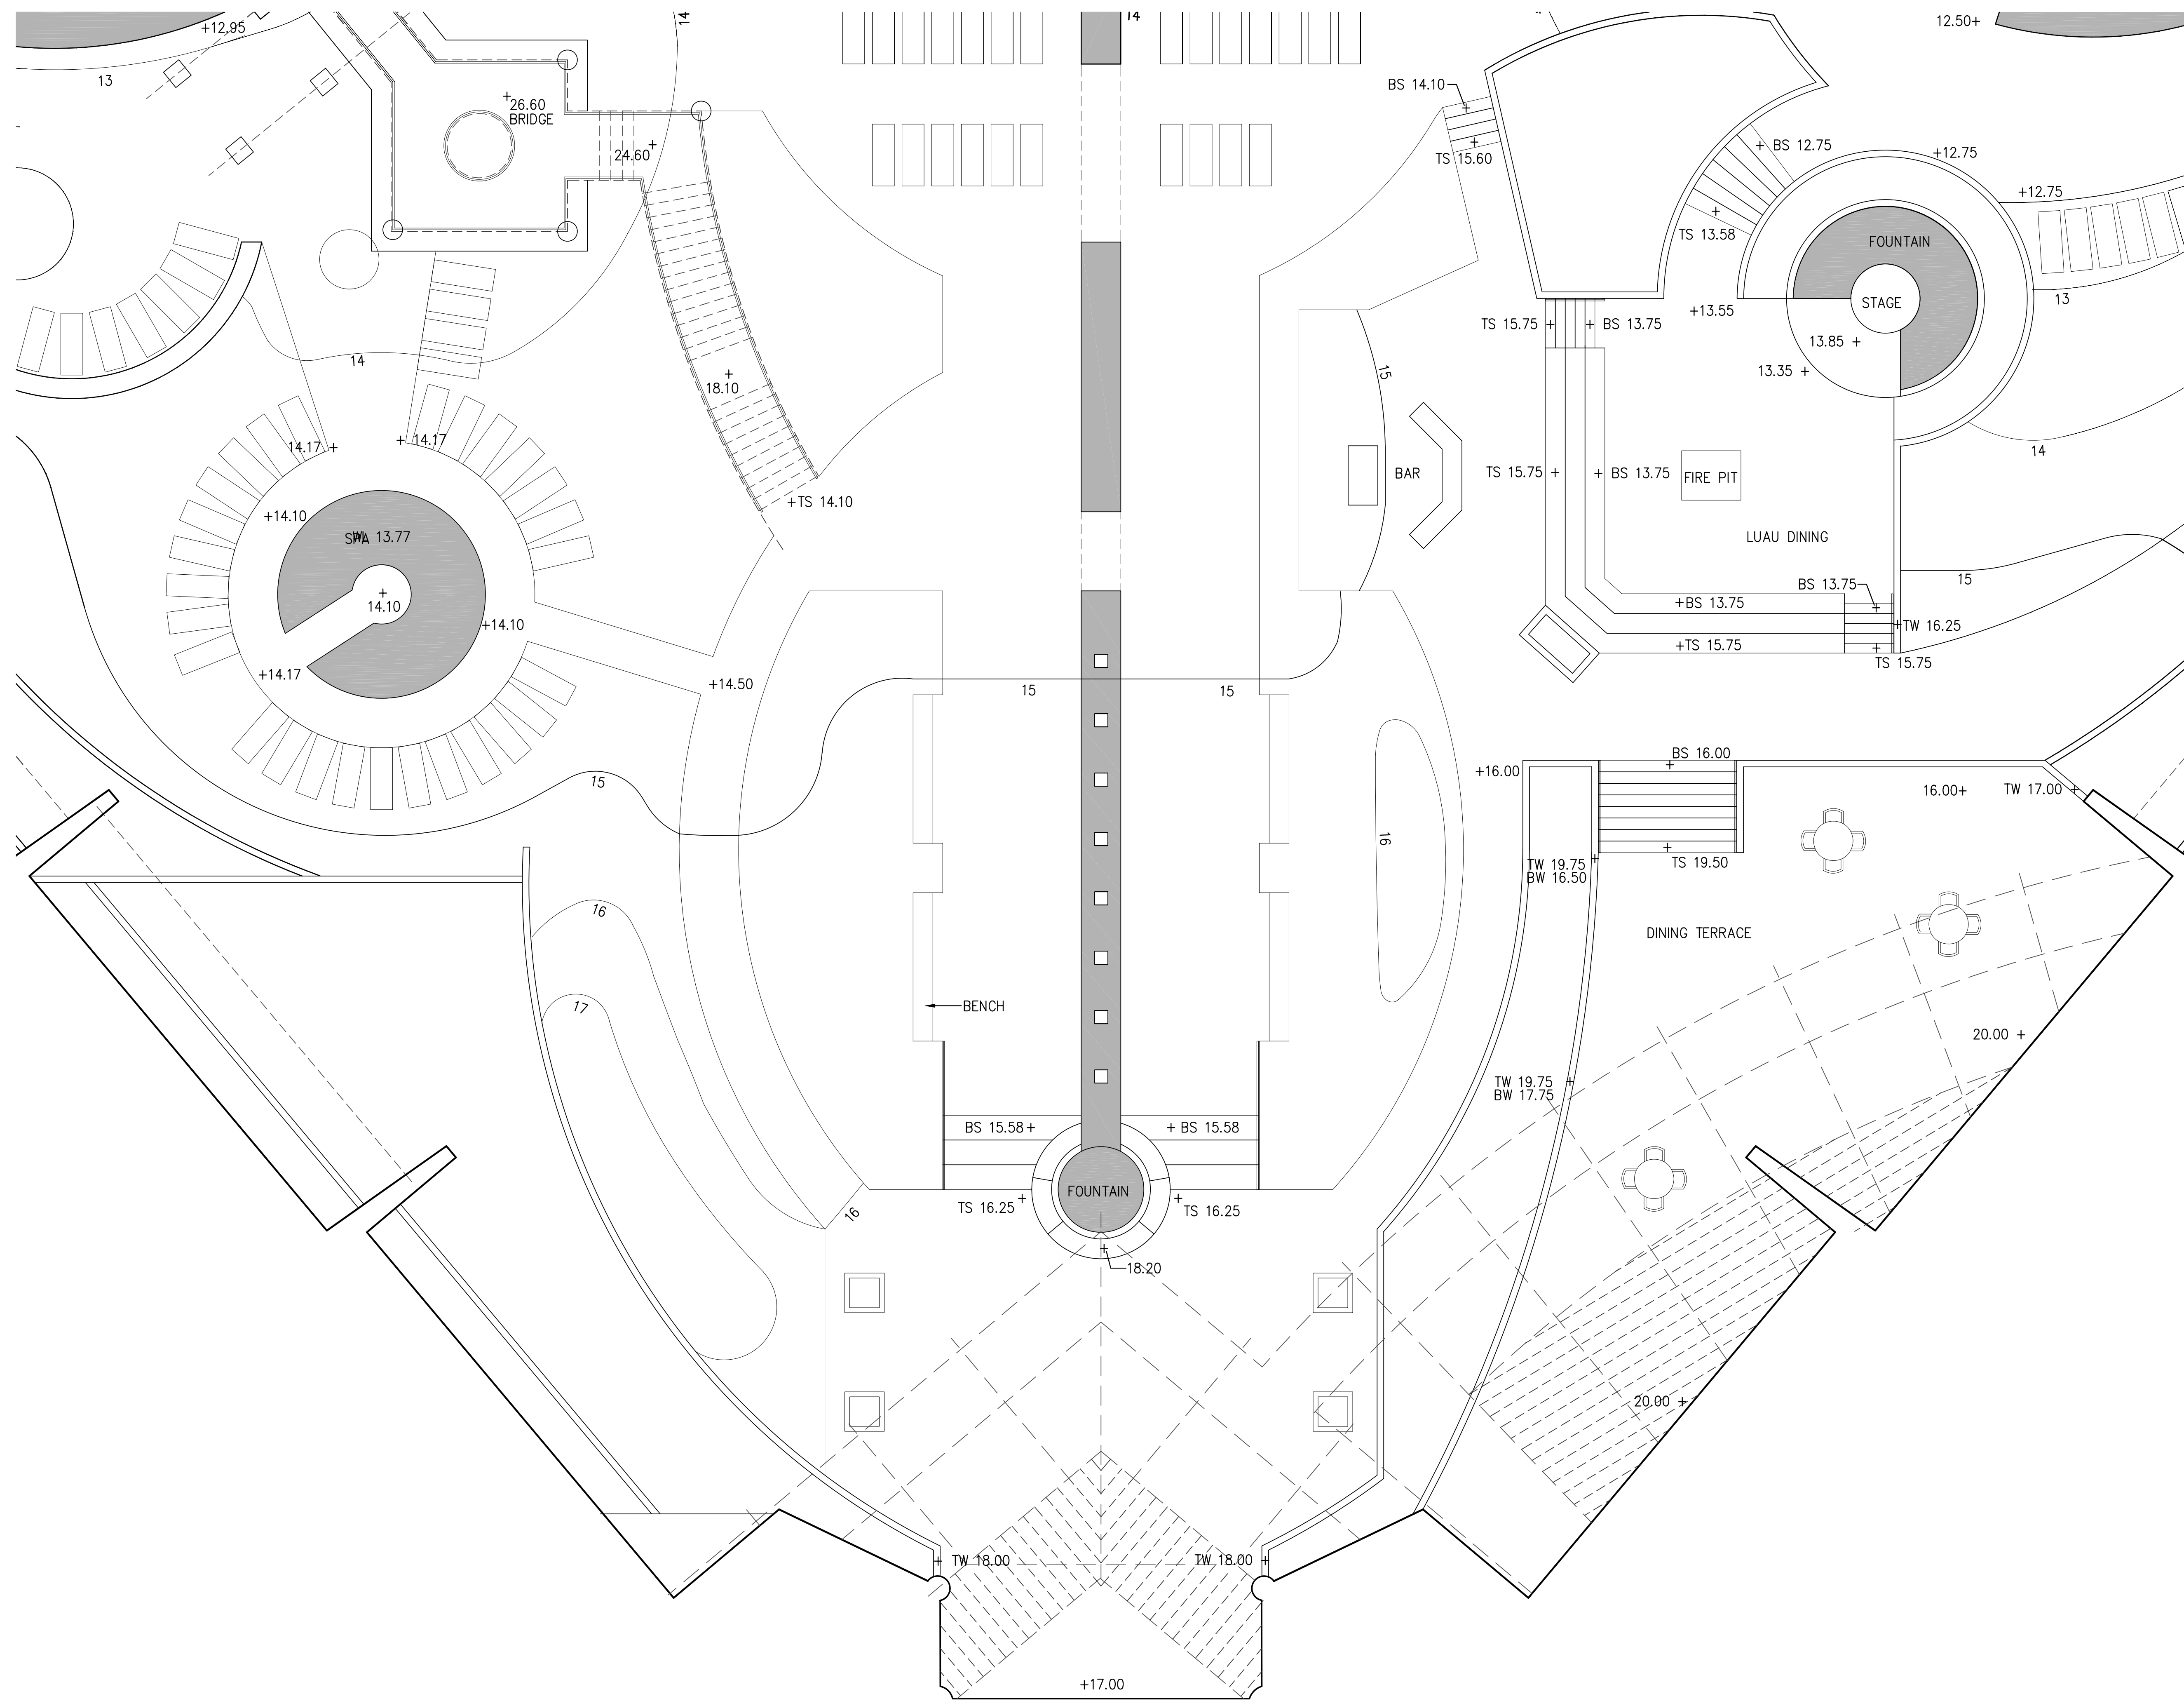 +12.95
14
14
12.50+
13
26.60
BRIDGE
BS 14.10
24.60
TS 15.60
BS 12.75
+12.75
+12.75
TS 13.58
FOUNTAIN
13
STAGE
+13.55
TS 15.75
BS 13.75
13.85 +
14
15
13.35 +
18.10
14.17 +
+ 14.17
14
TS 15.75
BS 13.75
BAR
FIRE PIT
+TS 14.10
+14.10
SPA
WL 13.77
LUAU DINING
15
BS 13.75
14.10
+BS 13.75
+14.10
TW 16.25
+TS 15.75
TS 15.75
+14.17
+14.50
15
15
BS 16.00
+16.00
15
16.00+
TW 17.00
16
TS 19.50
TW 19.75
BW 16.50
16
DINING TERRACE
17
BENCH
20.00 +
TW 19.75
BW 17.75
BS 15.58+
+ BS 15.58
FOUNTAIN
TS 16.25
TS 16.25
16
18.20
20.00 +
TW 18.00
TW 18.00
+17.00